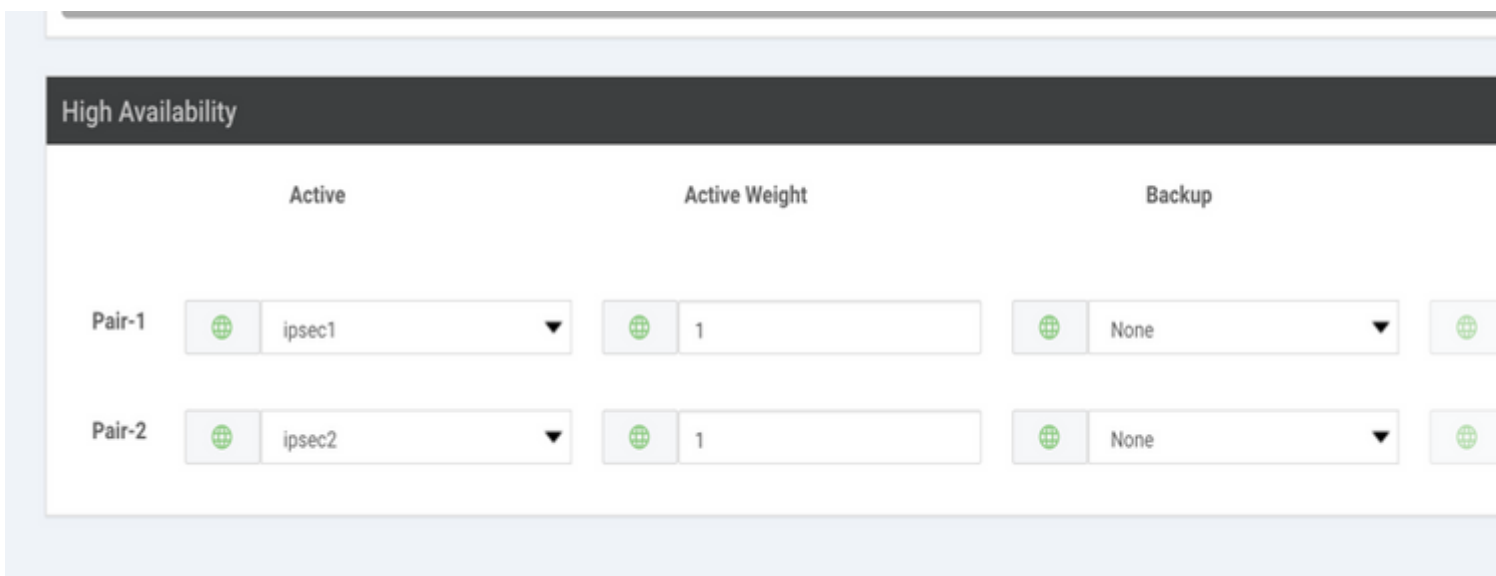 High Availability
Active Active Weight Backup
Pair-1 ipsec1 1 None
Pair-2 ipsec2 1 None